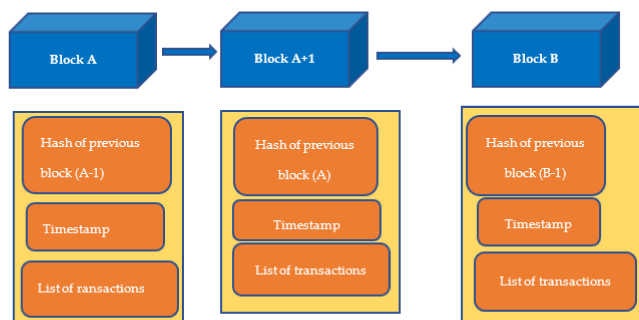 Block A
Block A+1
Block B
Hash of previous
block (A-1)
Timestamp
List of ransactions
Hash of previous
block (A)
Timestamp
List of transactions
Hash of previous
block (B-1)
Timestamp
List of transactions